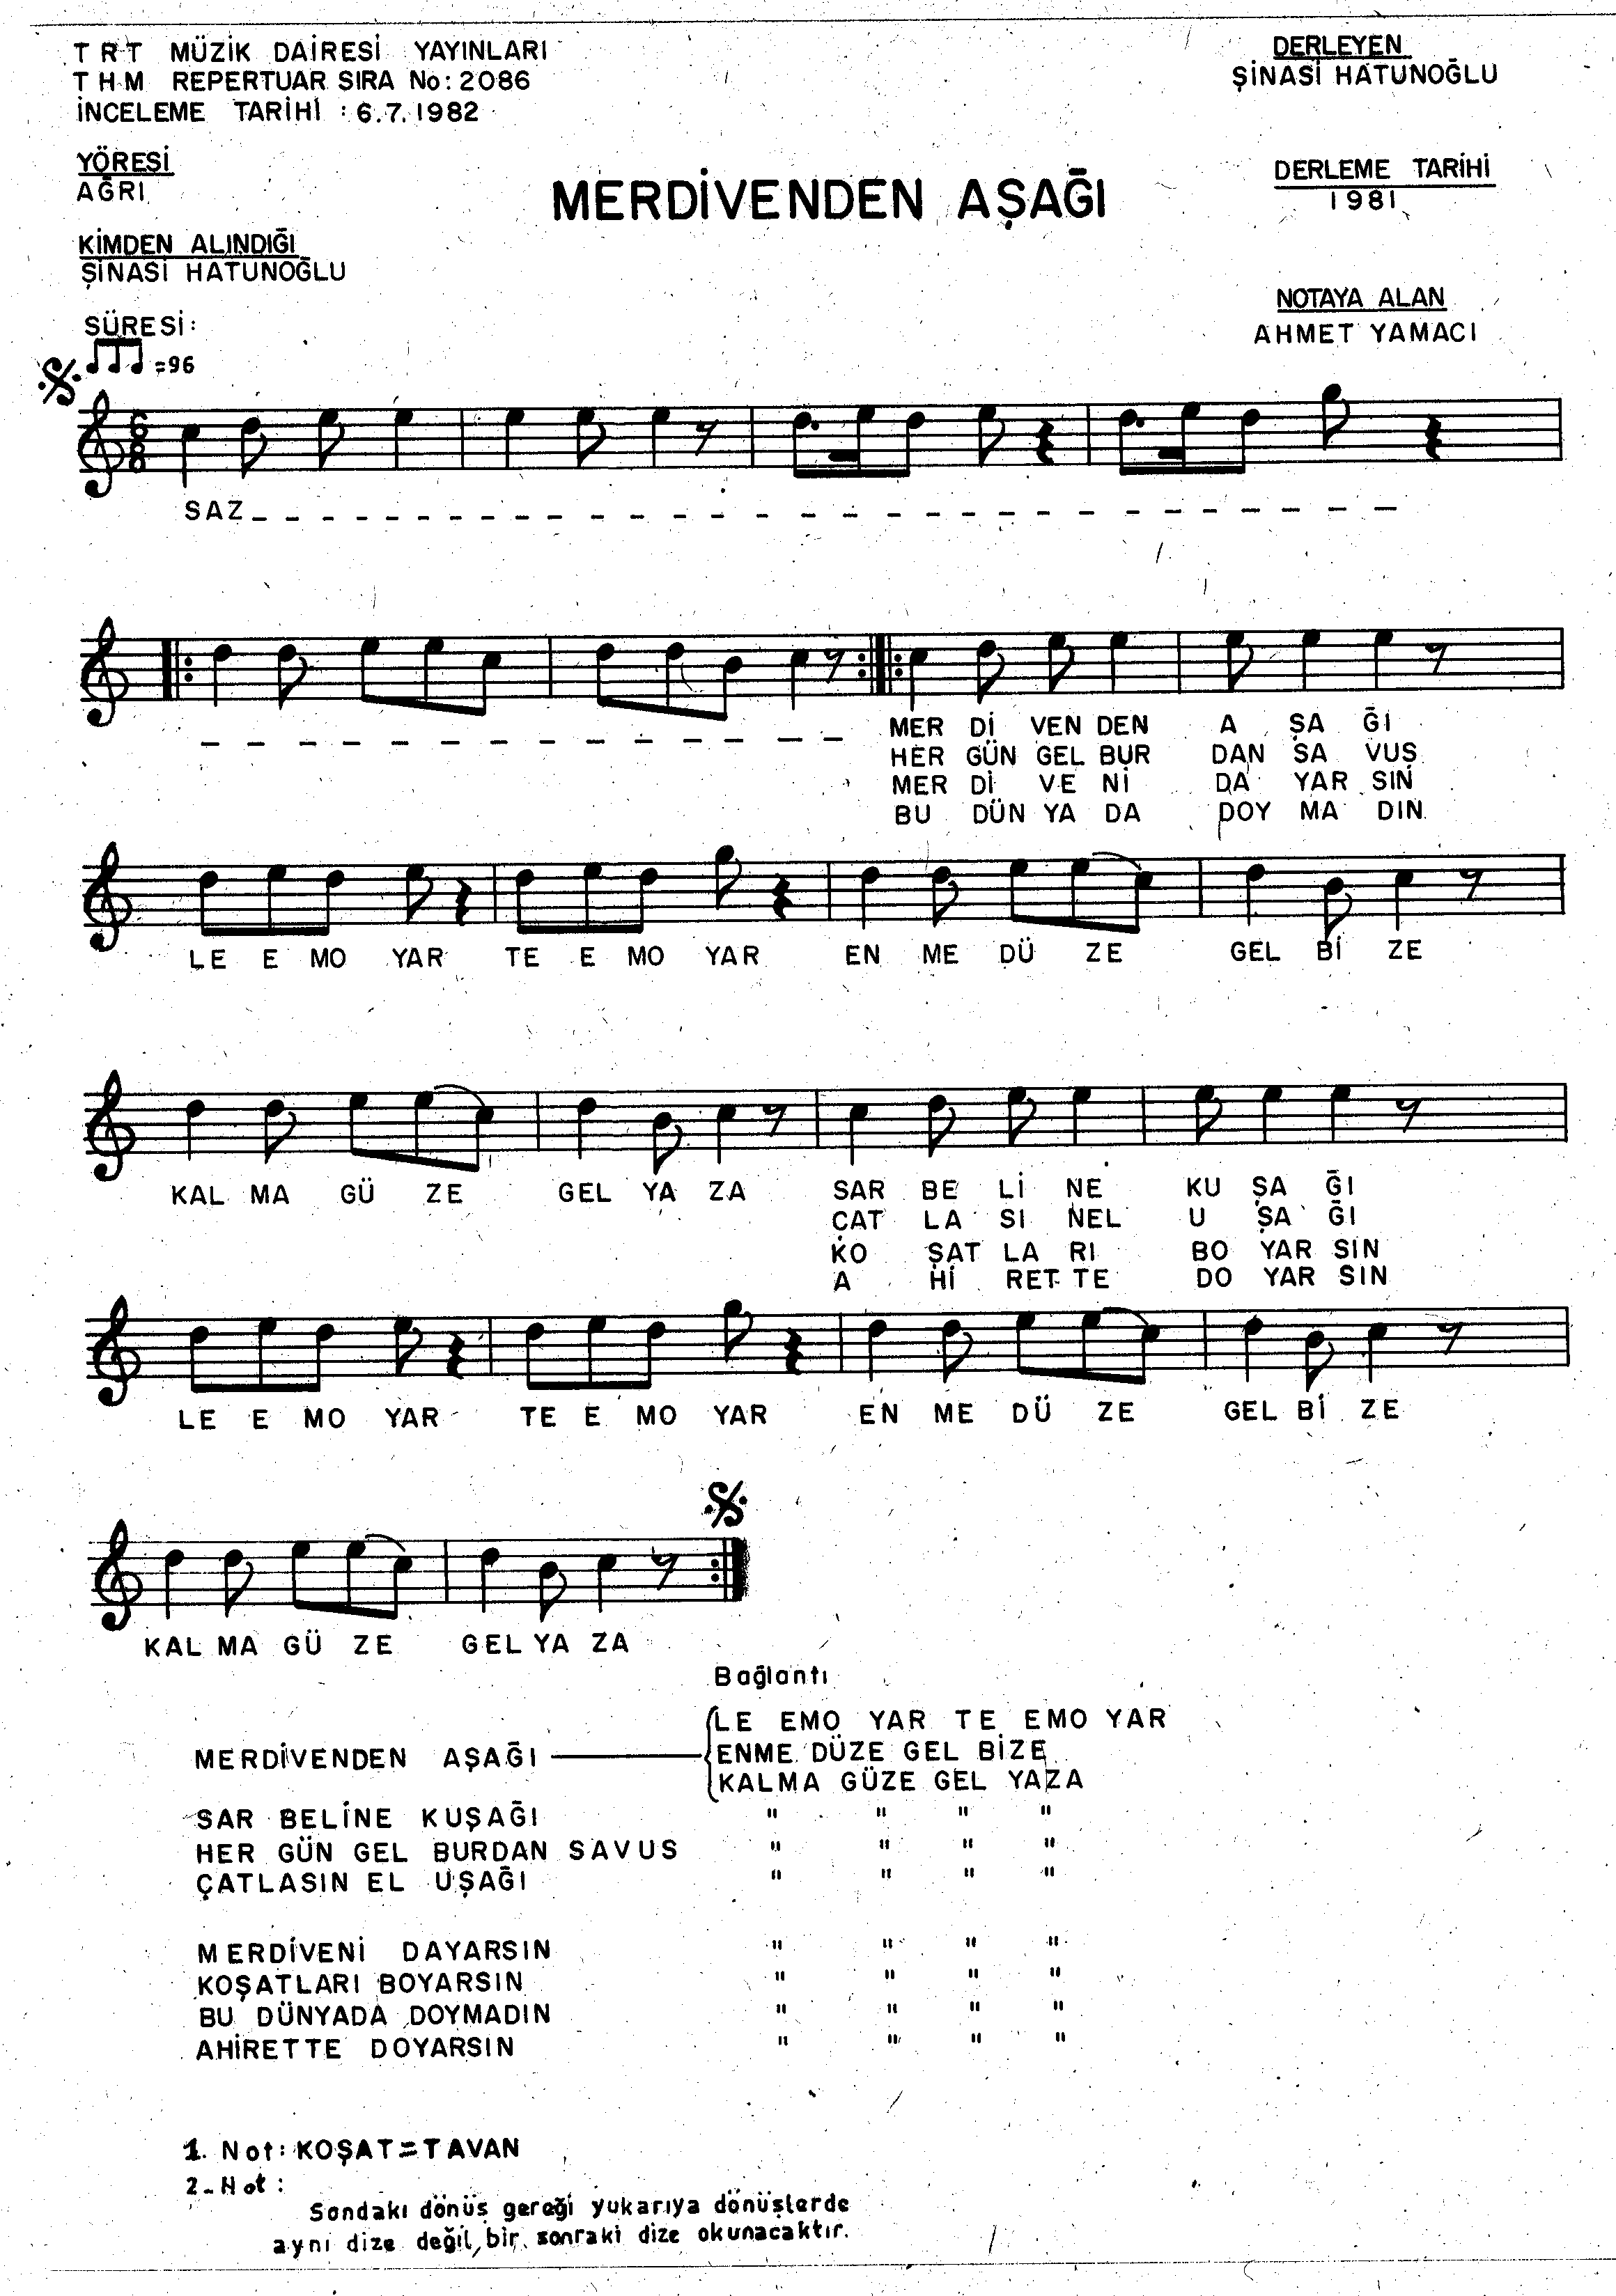 TRT MÜZİK DAİRESİ YAYINLARI
THM REPERTUAR SIRA No: 2086
İNCELEME TARİHİ : 6.7.1982
DERLEYEN
ŞİNASİ HATUNOĞLU
YÖRESİ
AĞRI
MERDİVENDEN AŞAĞI
DERLEME TARİHİ
1981
KİMDEN ALINDIĞI
ŞİNASİ HATUNOĞLU
NOTAYA ALAN
AHMET YAMACI
SÜRESİ:
=96
6
8
SAZ_ _ _ _ _ _ _ _ _ _ _ _ _ _ _ _ _ _ _ _ _ _ _ _ _ _ _
MER Dİ VEN DEN A ŞA ĞI
HER GÜN GEL BUR DAN SA VUŞ
MER Dİ VE Nİ DA YAR SIN
BU DÜN YA DA DOY MA DIN
LE E MO YAR TE E MO YAR EN ME DÜ ZE GEL Bİ ZE
KAL MA GÜ ZE GEL YA ZA SAR BE Lİ NE KU ŞA ĞI
ÇAT LA SI NEL U ŞA ĞI
KO ŞAT LA RI BO YAR SIN
A Hİ RET TE DO YAR SIN
LE E MO YAR TE E MO YAR EN ME DÜ ZE GEL Bİ ZE
KAL MA GÜ ZE GEL YA ZA
Bağlantı
LE EMO YAR TE EMO YAR
MERDİVENDEN AŞAĞI ENME DÜZE GEL BİZE
KALMA GÜZE GEL YAZA
SAR BELİNE KUŞAĞI " " " "
HER GÜN GEL BURDAN SAVUS " " " "
ÇATLASIN EL UŞAĞI " " " "
MERDİVENİ DAYARSIN " " " "
KOŞATLARI BOYARSIN " " " "
BU DÜNYADA DOYMADIN " " " "
AHİRETTE DOYARSIN " " " "
1. Not: KOŞAT=TAVAN
2- Not :
Sondakı dönüş gereği yukarıya dönüşlerde
aynı dize değil, bir sonraki dize okunacaktır.